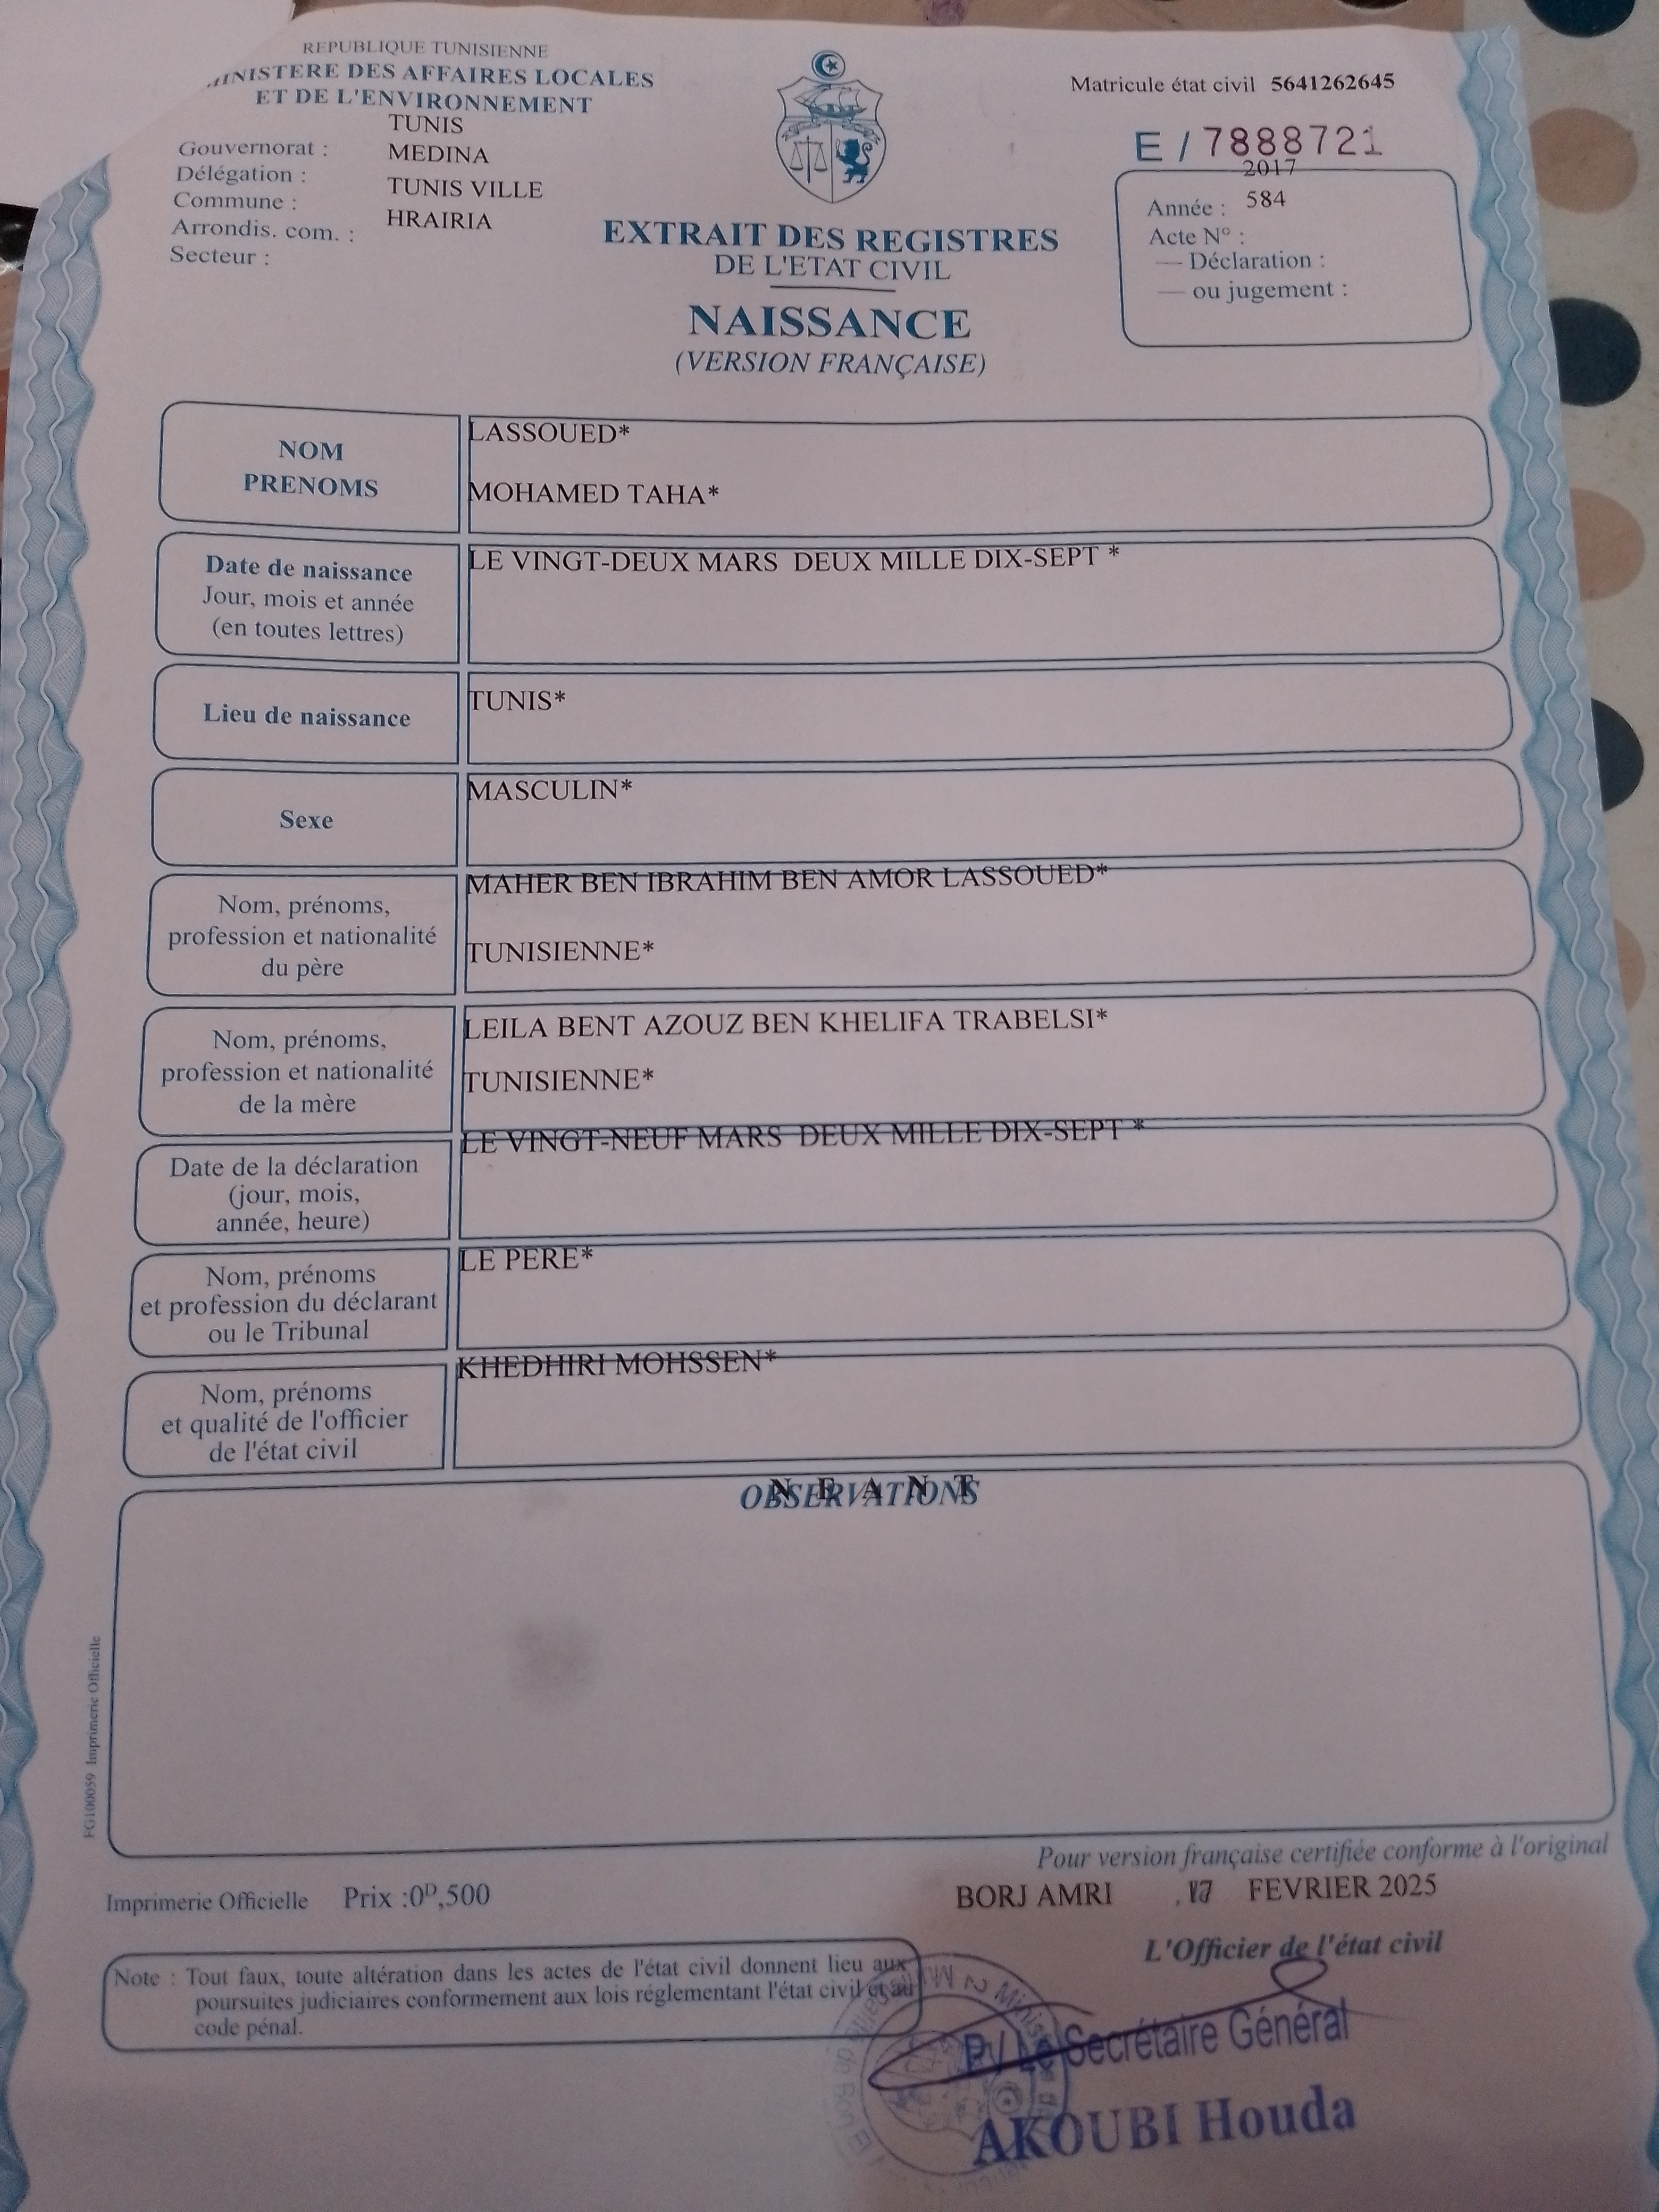 REPUBLIQUE TUNISIENNE
MINISTERE DES AFFAIRES LOCALES
ET DE L'ENVIRONNEMENT
TUNIS
Gouvernorat : MEDINA
Délégation :
Commune : TUNIS VILLE
Arrondis. com. : HRAIRIA
Secteur :
Matricule état civil 5641262645
E / 7888721
2017
Année : 584
Acte N° :
— Déclaration :
— ou jugement :
EXTRAIT DES REGISTRES
DE L'ETAT CIVIL
NAISSANCE
(VERSION FRANÇAISE)
NOM
PRENOMS
LASSOUED*
MOHAMED TAHA*
Date de naissance
Jour, mois et année
(en toutes lettres)
LE VINGT-DEUX MARS DEUX MILLE DIX-SEPT *
Lieu de naissance
TUNIS*
Sexe
MASCULIN*
Nom, prénoms,
profession et nationalité
du père
MAHER BEN IBRAHIM BEN AMOR LASSOUED*
TUNISIENNE*
Nom, prénoms,
profession et nationalité
de la mère
LEILA BENT AZOUZ BEN KHELIFA TRABELSI*
TUNISIENNE*
Date de la déclaration
(jour, mois,
année, heure)
LE VINGT-NEUF MARS DEUX MILLE DIX-SEPT *
Nom, prénoms
et profession du déclarant
ou le Tribunal
LE PERE*
Nom, prénoms
et qualité de l'officier
de l'état civil
KHEDHIRI MOHSSEN*
OBSERVATIONS
N E A N T
FG100059 Imprimerie Officielle
Pour version française certifiée conforme à l'original
Imprimerie Officielle Prix :0ᴰ,500
BORJ AMRI FEVRIER 2025
L'Officier de l'état civil
Note : Tout faux, toute altération dans les actes de l'état civil donnent lieu aux
poursuites judiciaires conformement aux lois réglementant l'état civil et au
code pénal.
P/ Le Secrétaire Général
AKOUBI Houda